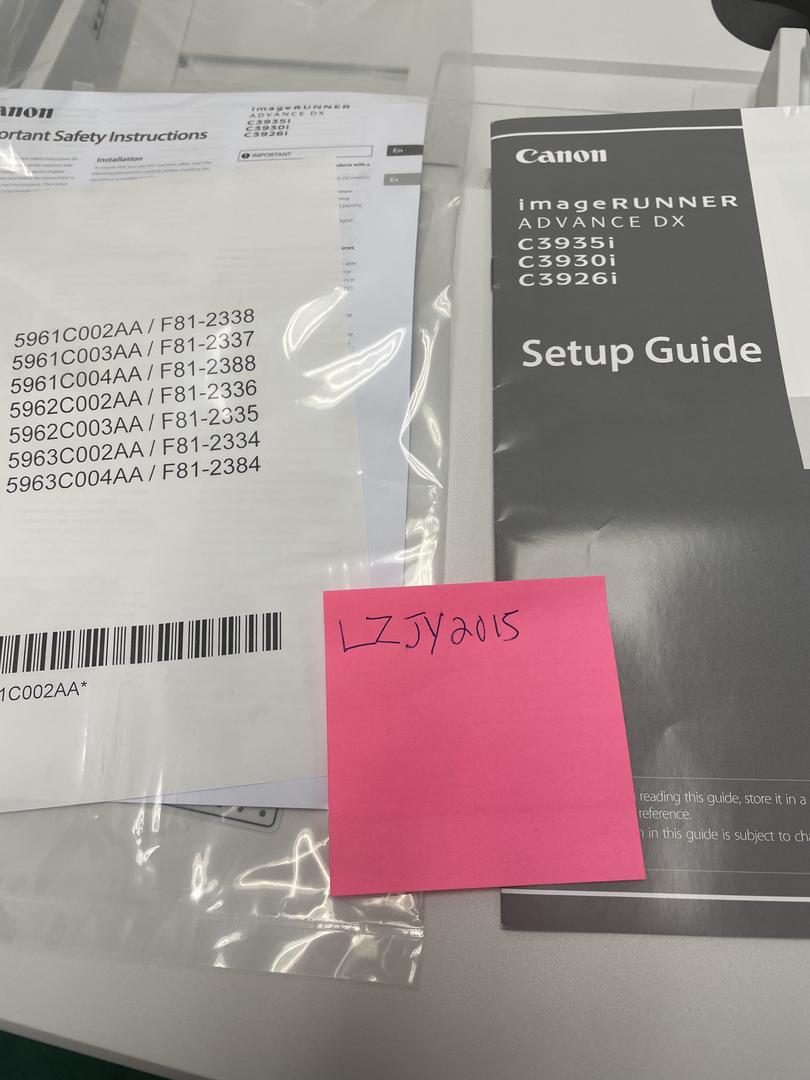 anon
ortant Safety Instructions
Installation
imageRUNNER
ADVANCE DX
C3935i
C3930i
C3926i
IMPORTANT
En
Es
5961C002AA / F81-2338
5961C003AA / F81-2337
5961C004AA / F81-2388
5962C002AA / F81-2336
5962C003AA / F81-2335
5963C002AA / F81-2334
5963C004AA / F81-2384
1C002AA*
Canon
imageRUNNER
ADVANCE DX
C3935i
C3930i
C3926i
Setup Guide
LZJY2015
reading this guide, store it in a
reference.
in this guide is subject to cha